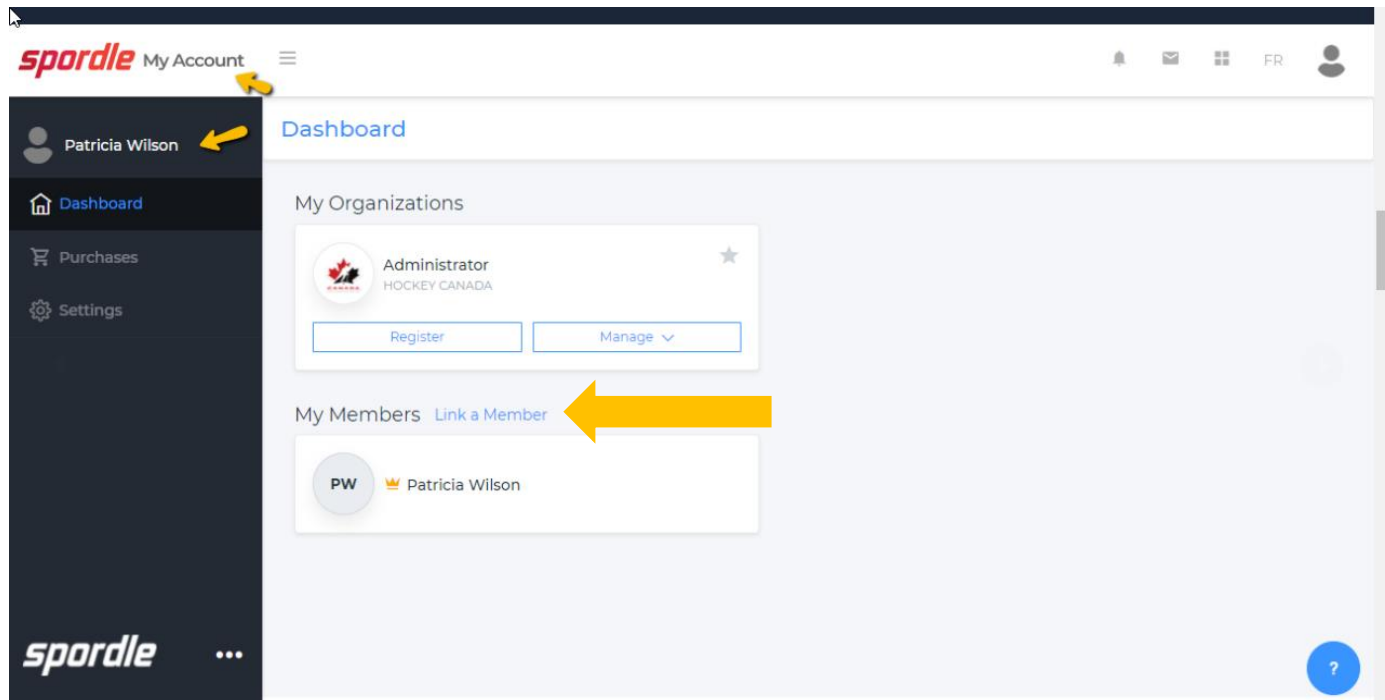 spordle My Account
FR
Patricia Wilson
Dashboard
Purchases
Settings
Dashboard
My Organizations
Administrator
HOCKEY CANADA
CANADA
Register
Manage
My Members Link a Member
PW
Patricia Wilson
spordle
...
?